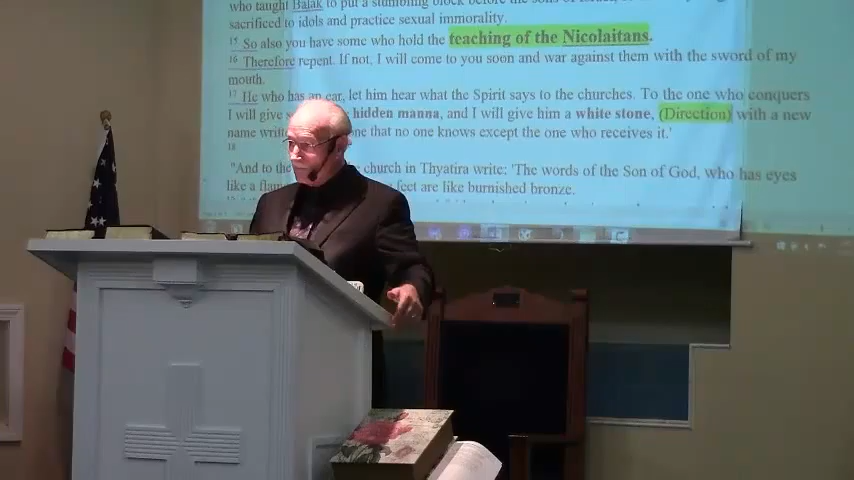 who taught Balak to put a stumbling block before the sons of
sacrificed to idols and practice sexual immorality.
15 So also you have some who hold the teaching of the Nicolaitans.
16 Therefore repent. If not, I will come to you soon and war against them with the sword of my
mouth.
17 He who has an ear, let him hear what the Spirit says to the churches. To the one who conquers
I will give hidden manna, and I will give him a white stone, (Direction) with a new
name that no one knows except the one who receives it.'
18
"And to the church in Thyatira write: 'The words of the Son of God, who has eyes
like a feet are like burnished bronze.